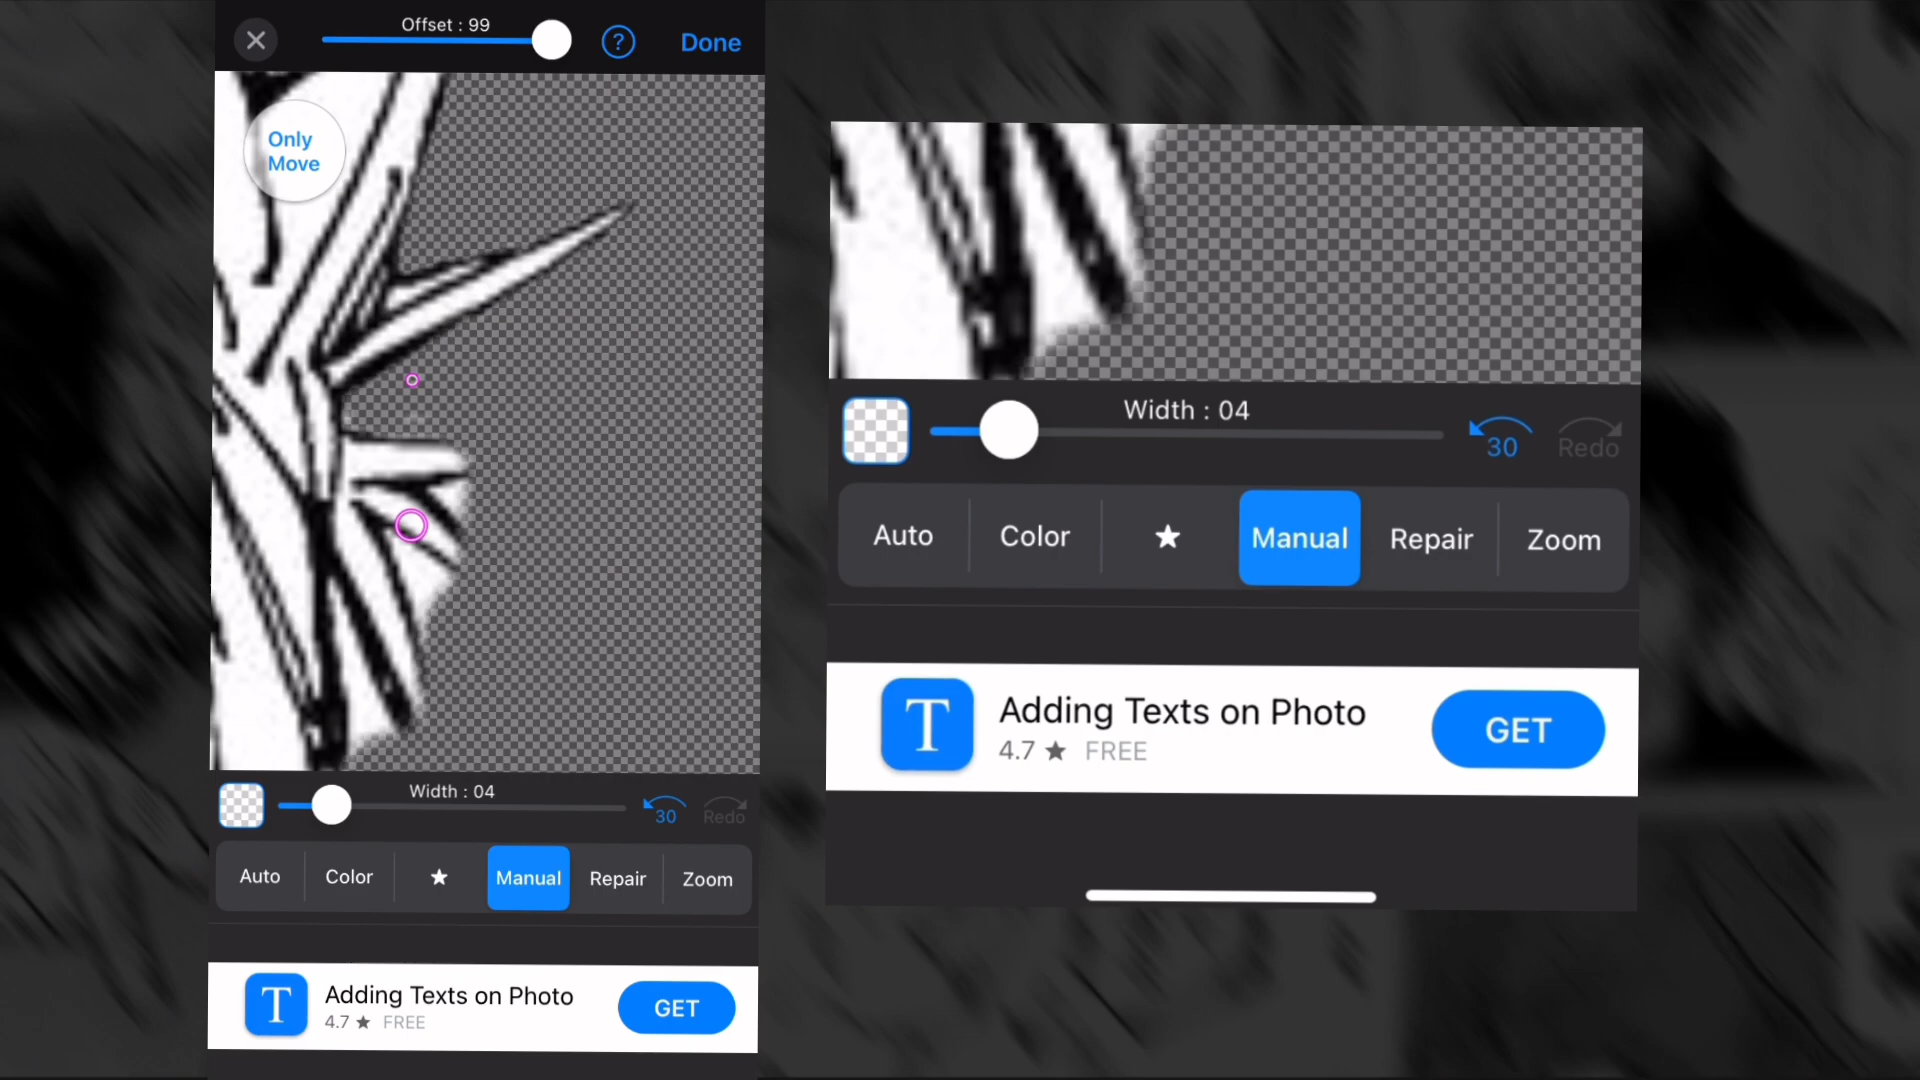 Offset : 99
?
Done
Only
Move
Width : 04
30
Redo
Auto
Color
★
Manual
Repair
Zoom
T
Adding Texts on Photo
4.7 ★ FREE
GET
Width : 04
30
Redo
Auto
Color
★
Manual
Repair
Zoom
T
Adding Texts on Photo
4.7 ★ FREE
GET